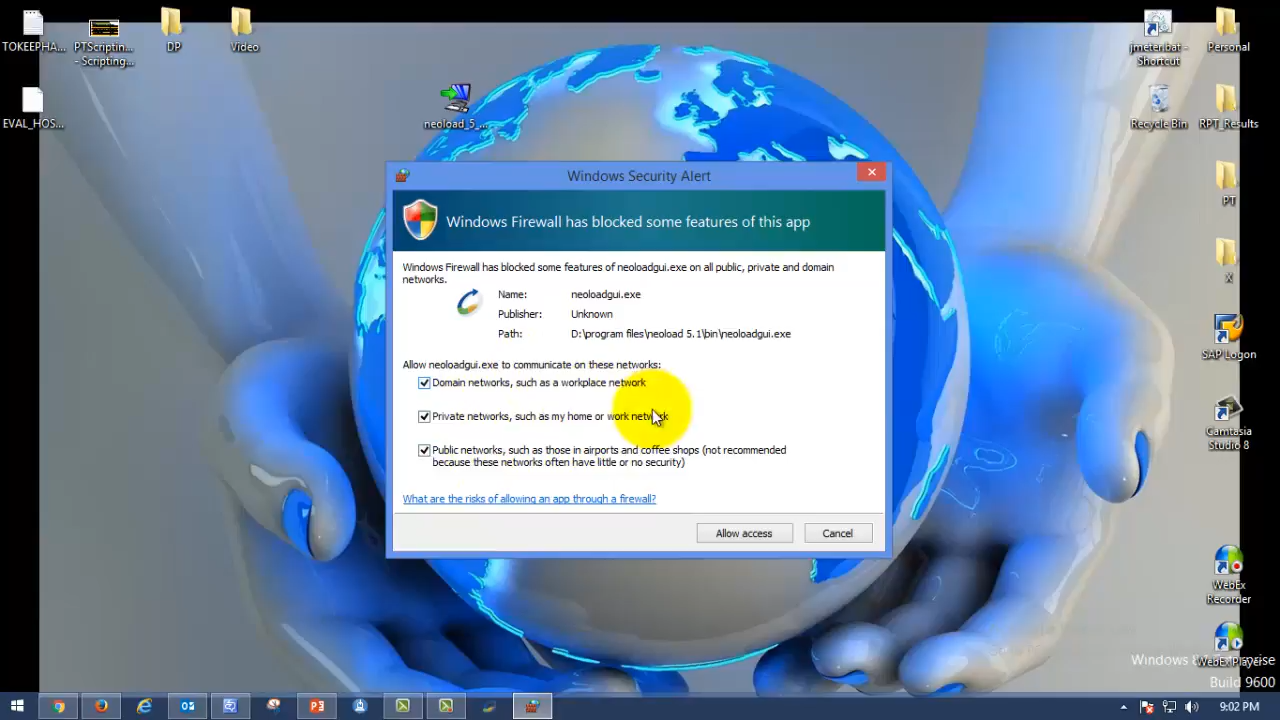 TOKEEPHA...
PTScriptin...
- Scripting...
DP
Video
jmeter.bat -
Shortcut
Personal
EVAL_HOS...
neoload_5_...
Recycle Bin
RPT_Results
Windows Security Alert
PT
Windows Firewall has blocked some features of this app
Windows Firewall has blocked some features of neoloadgui.exe on all public, private and domain
networks.
X
Name: neoloadgui.exe
Publisher: Unknown
Path: D:\program files\neoload 5.1\bin\neoloadgui.exe
SAP Logon
Allow neoloadgui.exe to communicate on these networks:
Domain networks, such as a workplace network
Private networks, such as my home or work network
Camtasia
Studio 8
Public networks, such as those in airports and coffee shops (not recommended
because these networks often have little or no security)
What are the risks of allowing an app through a firewall?
Allow access
Cancel
WebEx
Recorder
WebEx Player
Build 9600
9:02 PM